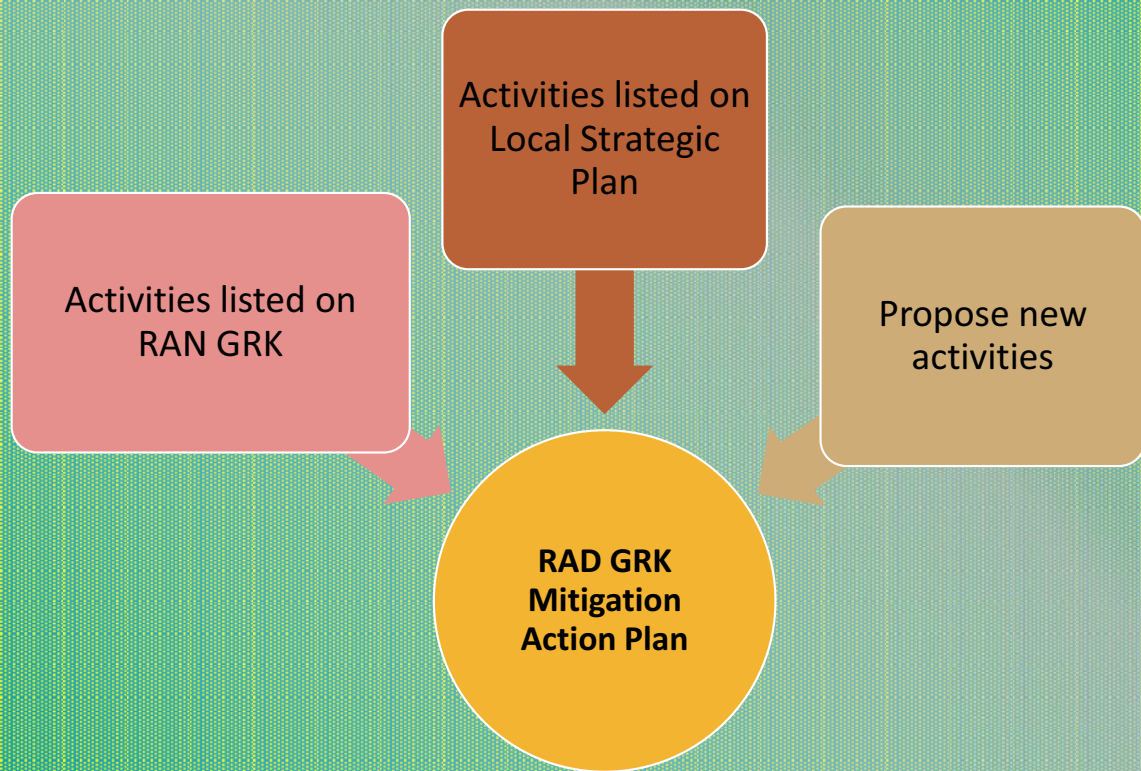 Activities listed on
Local Strategic
Plan
Activities listed on
RAN GRK
Propose new
activities
RAD GRK
Mitigation
Action Plan